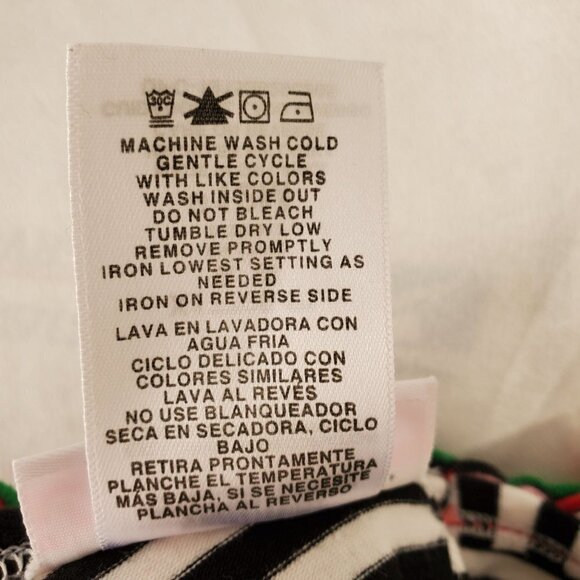 30C
MACHINE WASH COLD
GENTLE CYCLE
WITH LIKE COLORS
WASH INSIDE OUT
DO NOT BLEACH
TUMBLE DRY LOW
REMOVE PROMPTLY
IRON LOWEST SETTING AS
NEEDED
IRON ON REVERSE SIDE
LAVA EN LAVADORA CON
AGUA FRIA
CICLO DELICADO CON
COLORES SIMILARES
LAVA AL REVÉS
NO USE BLANQUEADOR
SECA EN SECADORA, CICLO
BAJO
RETIRA PRONTAMENTE
PLANCHE EL TEMPERATURA
MÁS BAJA, SI SE NECESITE
PLANCHA AL REVERSO